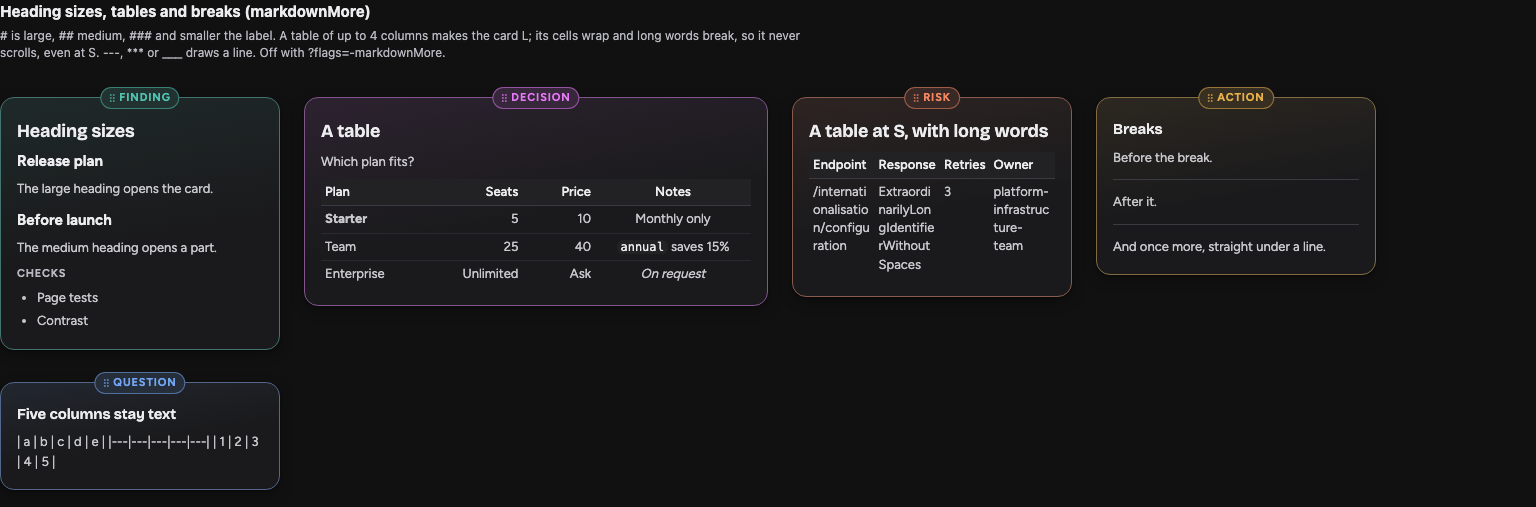 Heading sizes, tables and breaks (markdownMore)
# is large, ## medium, ### and smaller the label. A table of up to 4 columns makes the card L; its cells wrap and long words break, so it never
scrolls, even at S. ---, *** or ___ draws a line. Off with ?flags=-markdownMore.
FINDING
Heading sizes
Release plan
The large heading opens the card.
Before launch
The medium heading opens a part.
CHECKS
• Page tests
• Contrast
DECISION
A table
Which plan fits?
Plan Seats Price Notes
Starter 5 10 Monthly only
Team 25 40 annual saves 15%
Enterprise Unlimited Ask On request
RISK
A table at S, with long words
Endpoint Response Retries Owner
/internati Extraordi 3 platform-
onalisatio narilyLon infrastruc
n/configu gIdentifie ture-
ration rWithout team
Spaces
ACTION
Breaks
Before the break.
After it.
And once more, straight under a line.
QUESTION
Five columns stay text
| a | b | c | d | e | |---|---|---|---|---| | 1 | 2 | 3
| 4 | 5 |